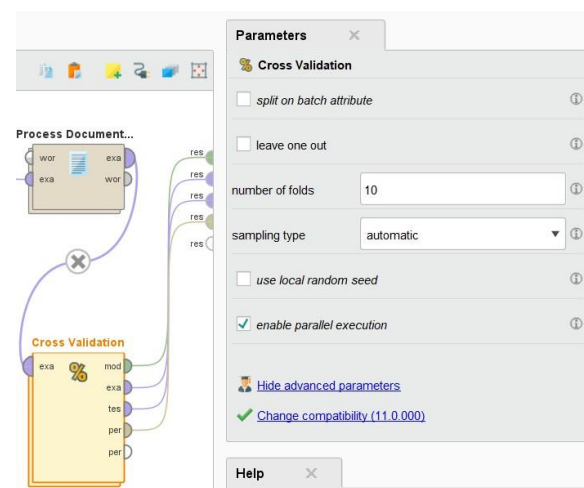 Parameters
Cross Validation
split on batch attribute
leave one out
number of folds
10
sampling type
automatic
use local random seed
enable parallel execution
Hide advanced parameters
Change compatibility (11.0.000)
Help
Process Document...
wor
exa
exa
wor
res
res
res
res
res
Cross Validation
exa
%
mod
exa
tes
per
per